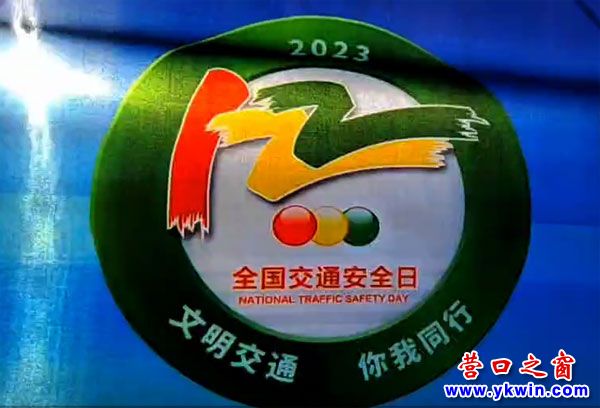 2023
全国交通安全日
NATIONAL TRAFFIC SAFETY DAY
文明交通 你我同行
营口之窗
www.ykwin.com